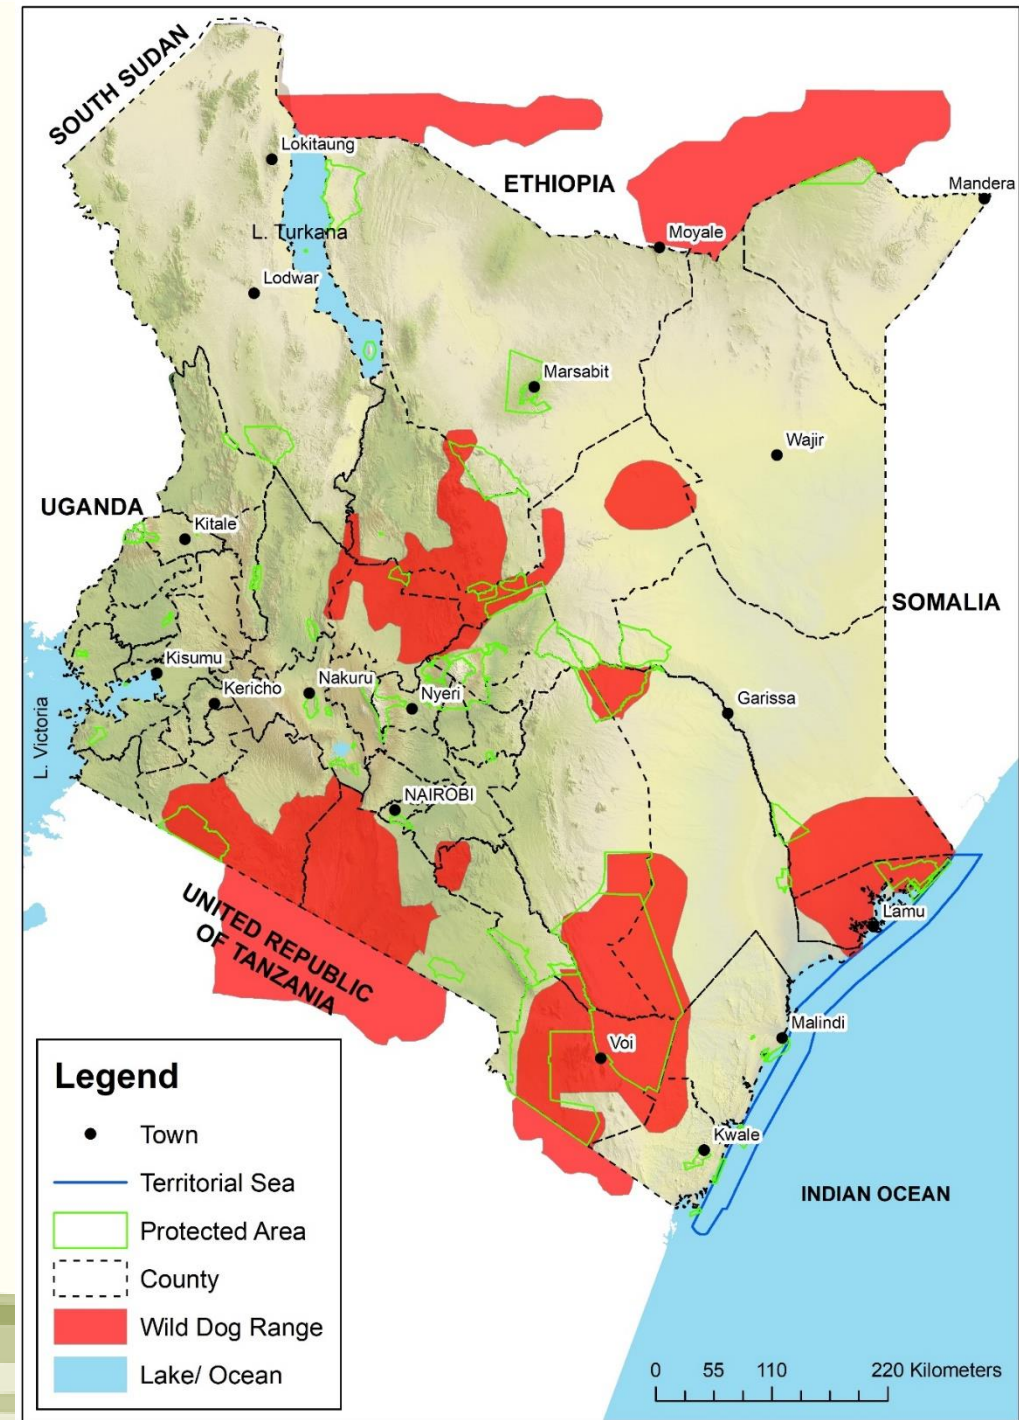 SOUTH SUDAN
Lokitaung
ETHIOPIA
Mandera
L. Turkana
Moyale
Lodwar
Marsabit
Wajir
UGANDA
Kitale
SOMALIA
Kisumu
Kericho
Nakuru
Nyeri
Garissa
L. Victoria
NAIROBI
UNITED REPUBLIC
OF TANZANIA
Lamu
Malindi
Voi
Kwale
INDIAN OCEAN
Legend
Town
Territorial Sea
Protected Area
County
Wild Dog Range
Lake/ Ocean
0 55 110 220 Kilometers